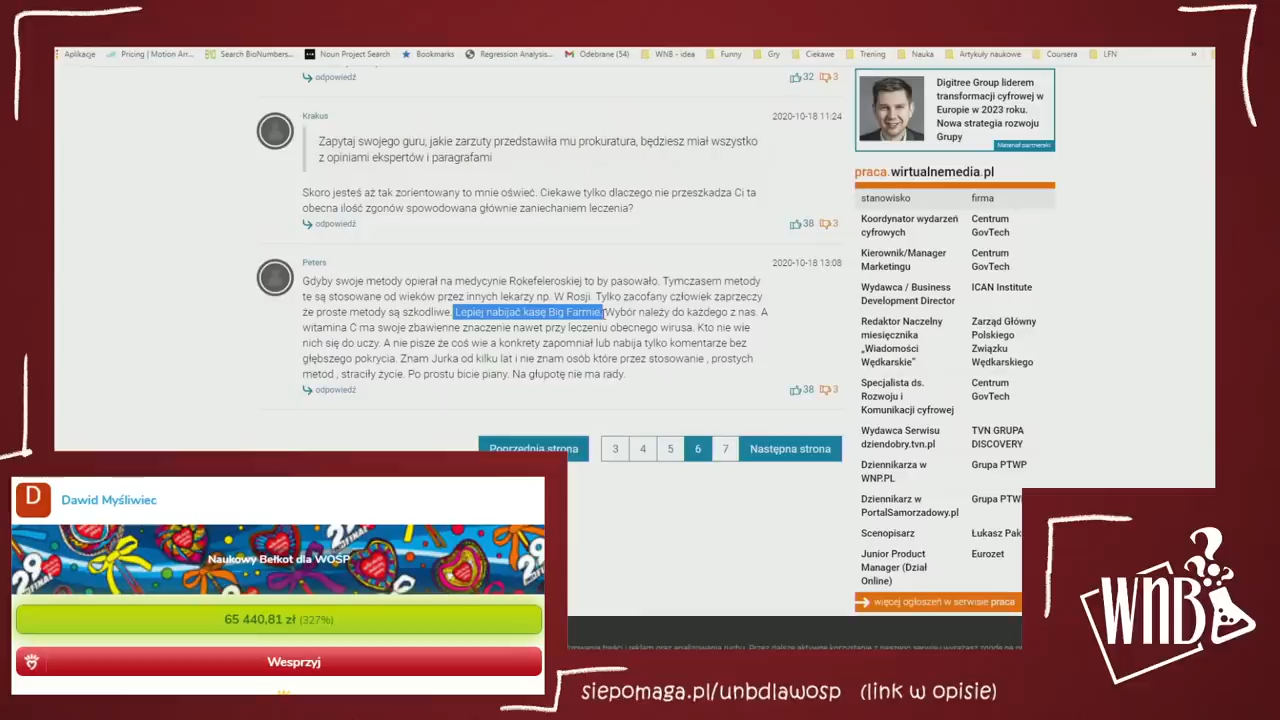 Aplikacje
Pricing | Motion Arr...
Search BioNumbers...
Noun Project Search
Bookmarks
Regression Analysis...
Odebrane (54)
WNB - idea
Funny
Gry
Ciekawe
Trening
Nauka
Artykuły naukowe
Coursera
LFN
»
odpowiedź
32
3
Krakus
2020-10-18 11:24
Zapytaj swojego guru, jakie zarzuty przedstawiła mu prokuratura, będziesz miał wszystko
z opiniami ekspertów i paragrafami
Skoro jesteś aż tak zorientowany to mnie oświeć. Ciekawe tylko dlaczego nie przeszkadza Ci ta
obecna ilość zgonów spowodowana głównie zaniechaniem leczenia?
odpowiedź
38
3
Peters
2020-10-18 13:08
Gdyby swoje metody opierał na medycynie Rokefeleroskiej to by pasowało. Tymczasem metody
te są stosowane od wieków przez innych lekarzy np. W Rosji. Tylko zacofany człowiek zaprzeczy
że proste metody są szkodliwe. Lepiej nabijać kasę Big Farmie. Wybór należy do każdego z nas. A
witamina C ma swoje zbawienne znaczenie nawet przy leczeniu obecnego wirusa. Kto nie wie
nich się do uczy. A nie pisze że coś wie a konkrety zapomniał lub nabija tylko komentarze bez
głębszego pokrycia. Znam Jurka od kilku lat i nie znam osób które przez stosowanie , prostych
metod , straciły życie. Po prostu bicie piany. Na głupotę nie ma rady.
odpowiedź
38
3
Poprzednia strona
3
4
5
6
7
Następna strona
Digitree Group liderem
transformacji cyfrowej w
Europie w 2023 roku.
Nowa strategia rozwoju
Grupy
Materiał partnerski
praca.wirtualnemedia.pl
stanowisko
firma
Koordynator wydarzeń
cyfrowych
Centrum
GovTech
Kierownik/Manager
Marketingu
Centrum
GovTech
Wydawca / Business
Development Director
ICAN Institute
Redaktor Naczelny
miesięcznika
„Wiadomości
Wędkarskie”
Zarząd Główny
Polskiego
Związku
Wędkarskiego
Specjalista ds.
Rozwoju i
Komunikacji cyfrowej
Centrum
GovTech
Wydawca Serwisu
dziendobry.tvn.pl
TVN GRUPA
DISCOVERY
Dziennikarza w
WNP.PL
Grupa PTWP
Dziennikarz w
PortalSamorzadowy.pl
Grupa PTW
Scenopisarz
Łukasz Pak
Junior Product
Manager (Dział
Online)
Eurozet
więcej ogłoszeń w serwisie praca
D
Dawid Myśliwiec
29
Naukowy Bełkot dla WOŚP
65 440,81 zł (327%)
Wesprzyj
WNB
siepomaga.pl/unbdlawosp (link w opisie)